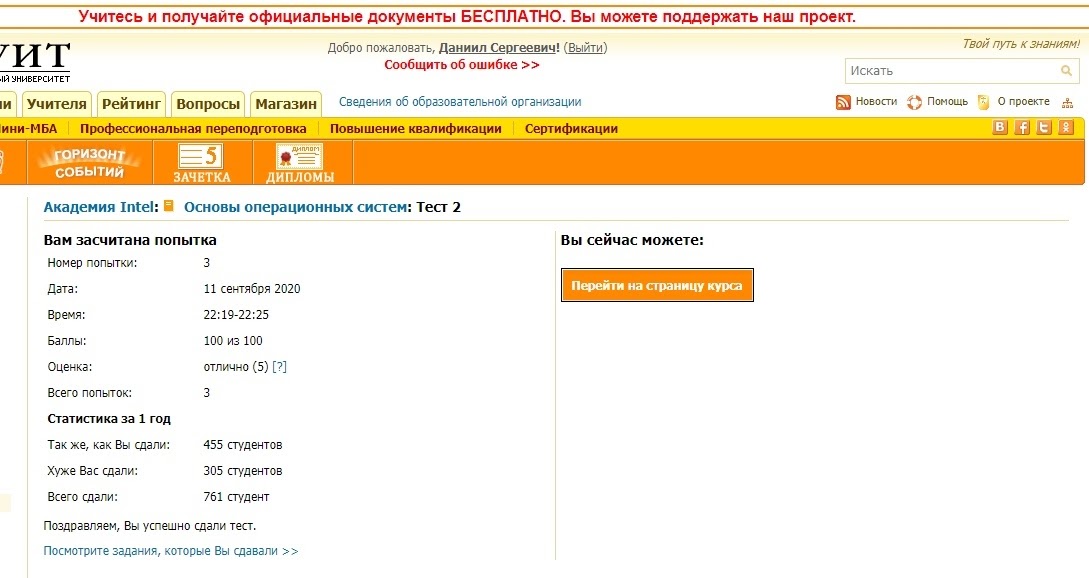 Учитесь и получайте официальные документы БЕСПЛАТНО. Вы можете поддержать наш проект.
Добро пожаловать, Даниил Сергеевич! (Выйти)
Сообщить об ошибке >>
Твой путь к знаниям!
УИТ
ЫЙ УНИВЕРСИТЕТ
Искать
Учителя Рейтинг Вопросы Магазин Сведения об образовательной организации
Новости Помощь О проекте
ини-МБА Профессиональная переподготовка Повышение квалификации Сертификации
ГОРИЗОНТ
СОБЫТИЙ
5
ЗАЧЕТКА
ДИПЛОМ
ДИПЛОМЫ
Академия Intel: Основы операционных систем: Тест 2
Вам засчитана попытка
Номер попытки: 3
Дата: 11 сентября 2020
Время: 22:19-22:25
Баллы: 100 из 100
Оценка: отлично (5) [?]
Всего попыток: 3
Статистика за 1 год
Так же, как Вы сдали: 455 студентов
Хуже Вас сдали: 305 студентов
Всего сдали: 761 студент
Поздравляем, Вы успешно сдали тест.
Посмотрите задания, которые Вы сдавали >>
Вы сейчас можете:
Перейти на страницу курса